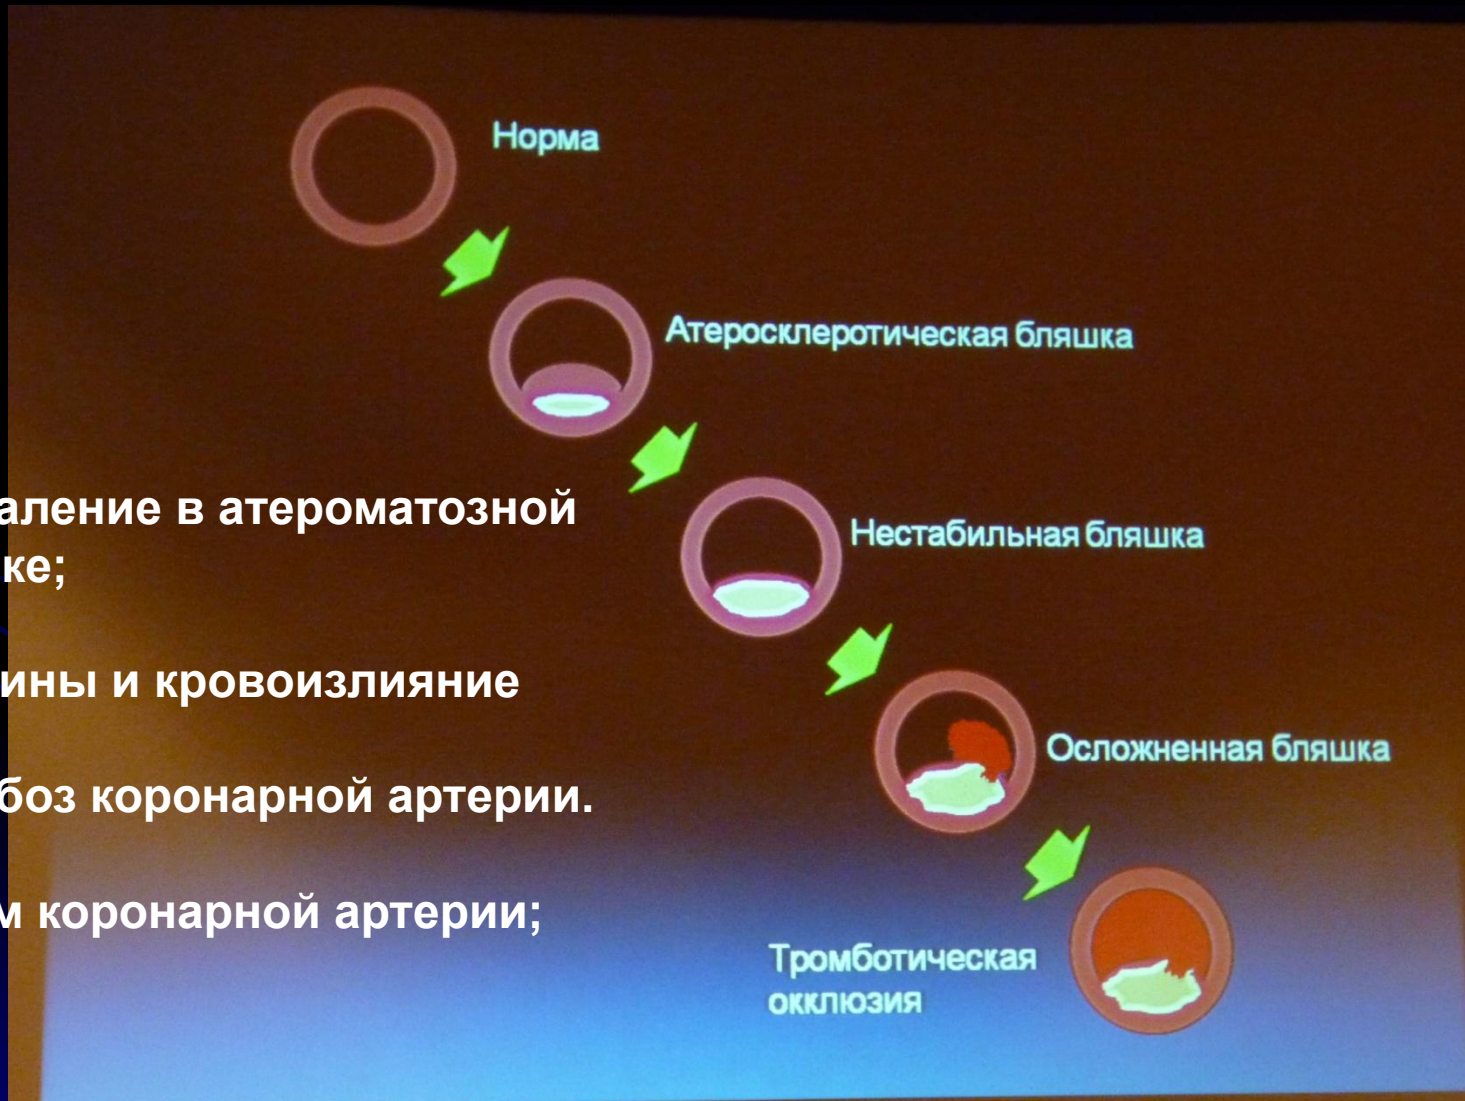 Норма
Атеросклеротическая бляшка
аление в атероматозной
ке;
Нестабильная бляшка
ины и кровоизлияние
Осложненная бляшка
боз коронарной артерии.
м коронарной артерии;
Тромботическая
окклюзия